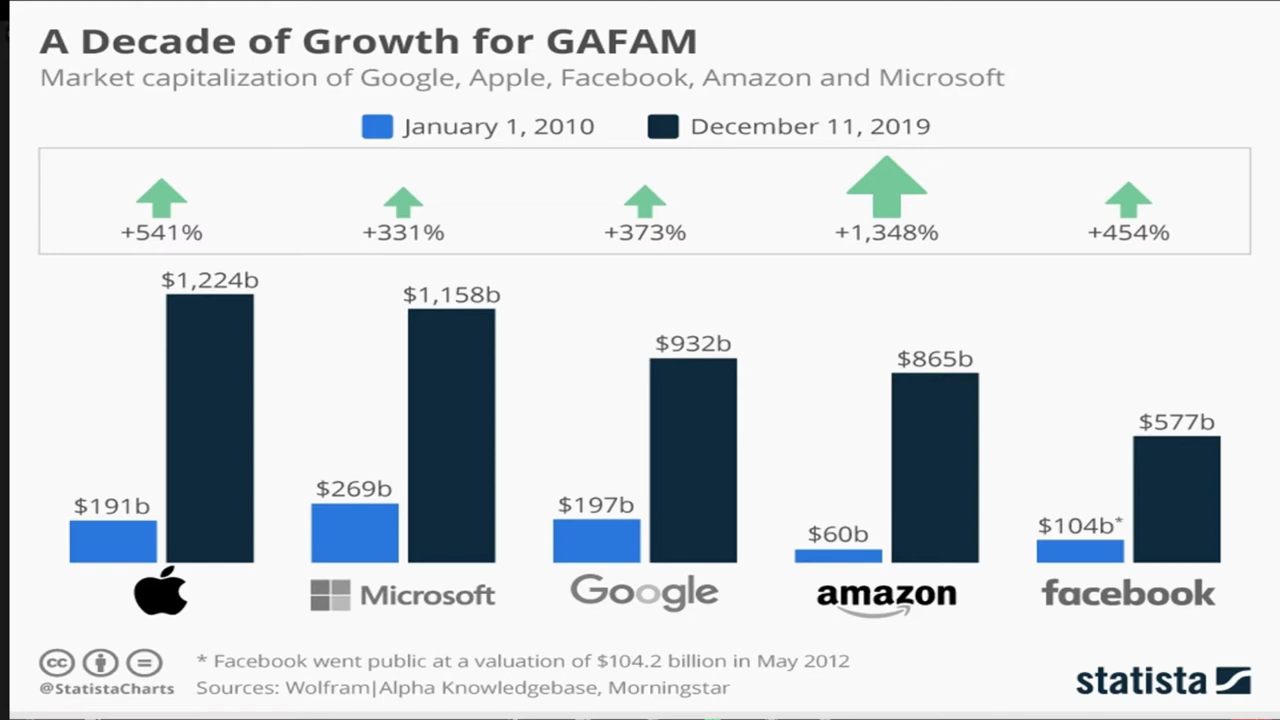 A Decade of Growth for GAFAM
Market capitalization of Google, Apple, Facebook, Amazon and Microsoft
January 1, 2010 December 11, 2019
+541% +331% +373% +1,348% +454%
$1,224b
$1,158b
$932b
$865b
$577b
$191b
$269b
$197b
$60b
$104b*
Microsoft Google amazon facebook
cc
* Facebook went public at a valuation of $104.2 billion in May 2012
@StatistaCharts Sources: Wolfram|Alpha Knowledgebase, Morningstar
statista